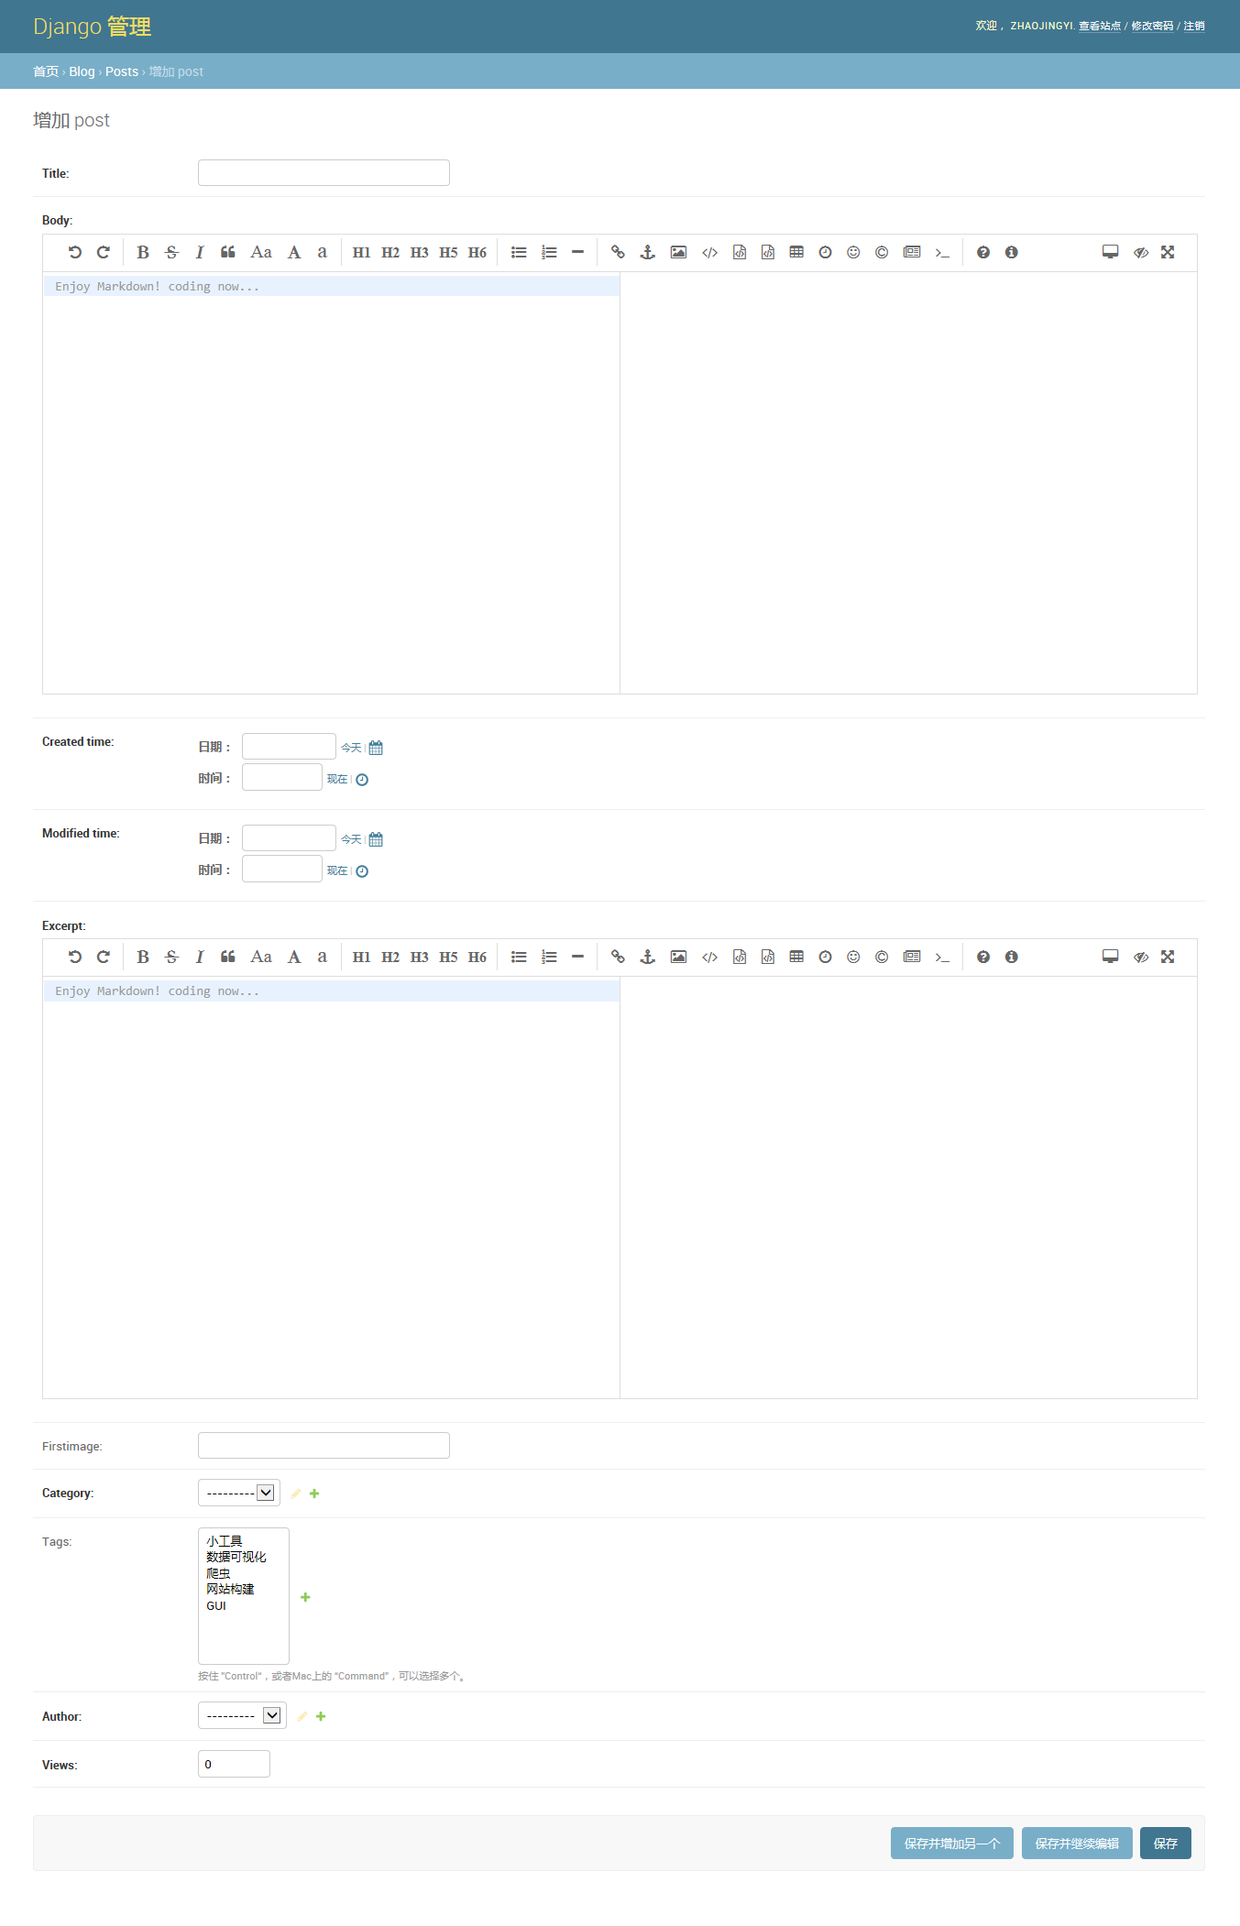 Django 管理
欢迎， ZHAOJINGYI. 查看站点 / 修改密码 / 注销
首页 › Blog › Posts › 增加 post
增加 post
Title:
Body:
B S I Aa A a H1 H2 H3 H5 H6
Enjoy Markdown! coding now...
Created time:
日期：
今天
时间：
现在
Modified time:
日期：
今天
时间：
现在
Excerpt:
B S I Aa A a H1 H2 H3 H5 H6
Enjoy Markdown! coding now...
Firstimage:
Category:
---------
Tags:
小工具
数据可视化
爬虫
网站构建
GUI
按住 "Control"，或者Mac上的 "Command"，可以选择多个。
Author:
---------
Views:
0
保存并增加另一个
保存并继续编辑
保存